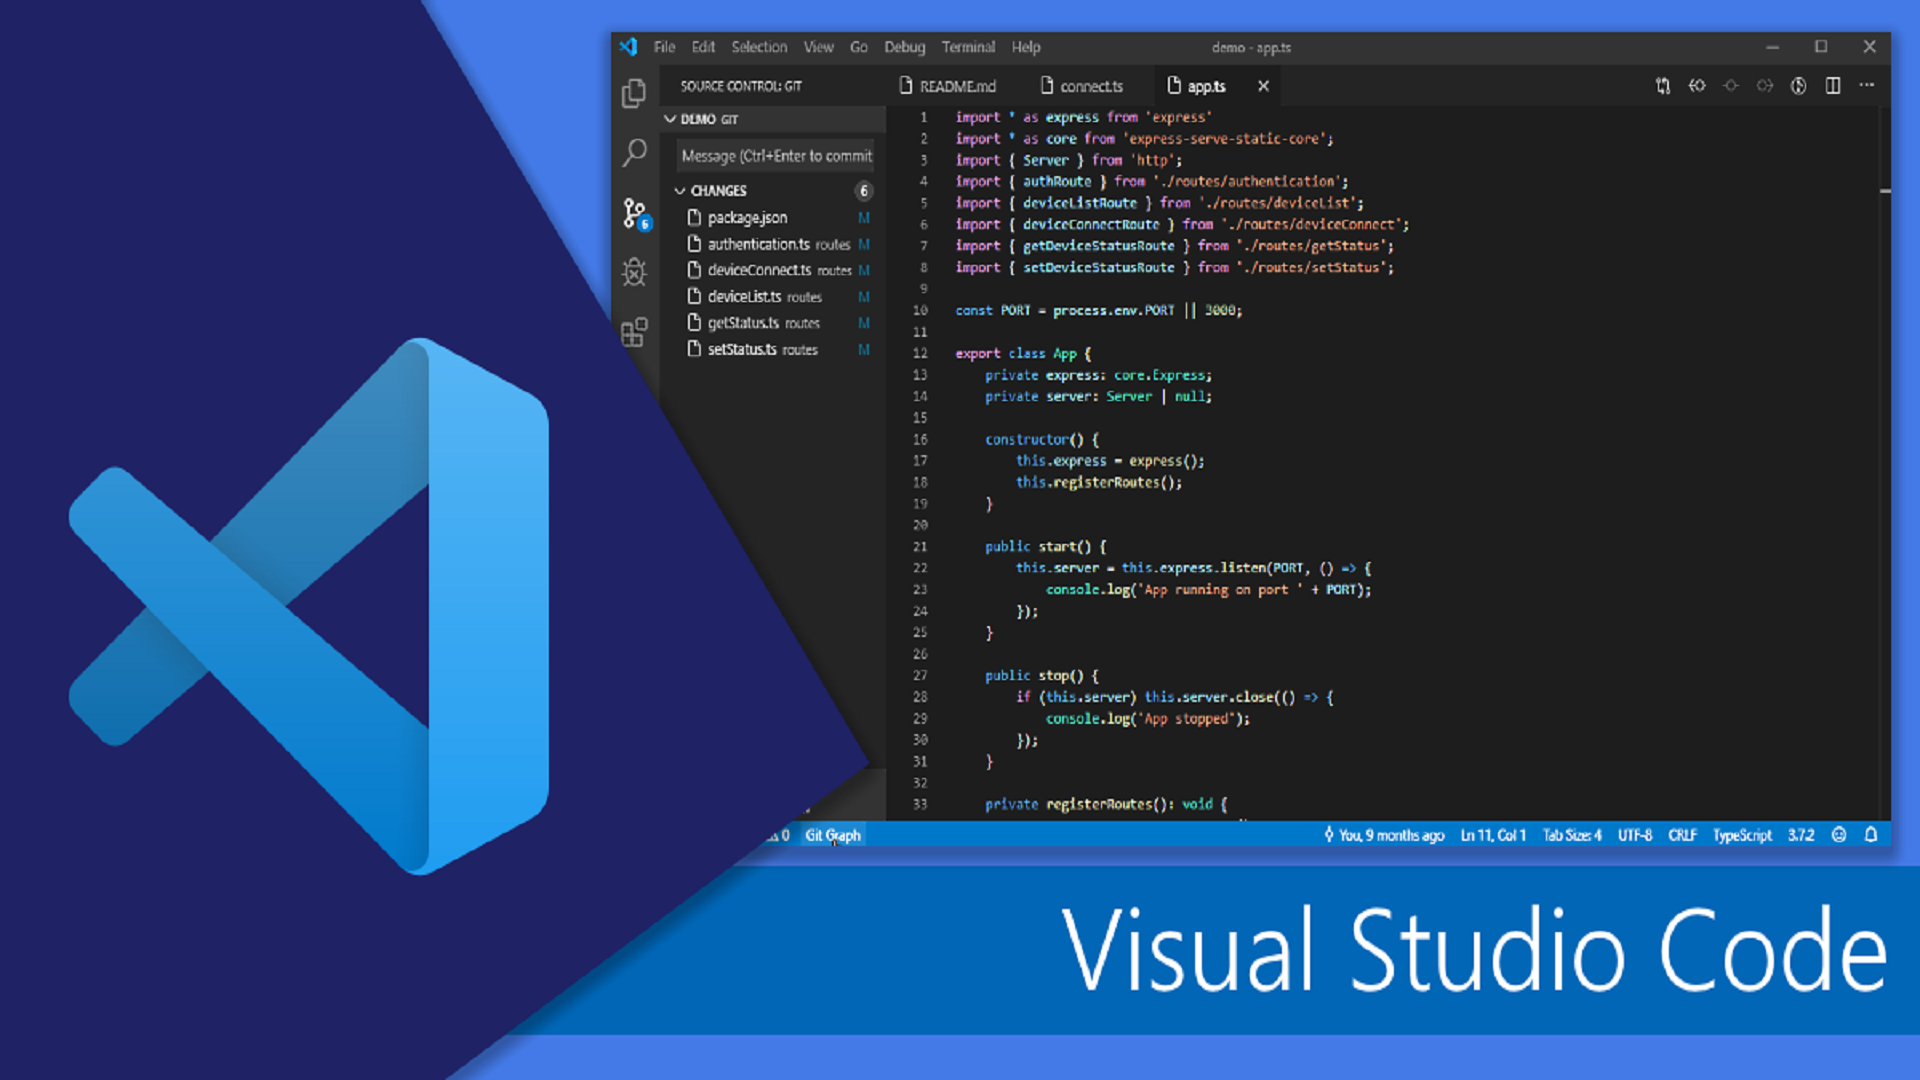 File Edit Selection View Go Debug Terminal Help
demo - app.ts
SOURCE CONTROL: GIT
DEMO GIT
Message (Ctrl+Enter to commit
CHANGES 6
package.json M
authentication.ts routes M
deviceConnect.ts routes M
deviceList.ts routes M
getStatus.ts routes M
setStatus.ts routes M
6
README.md connect.ts app.ts
1 import * as express from 'express'
2 import * as core from 'express-serve-static-core';
3 import { Server } from 'http';
4 import { authRoute } from './routes/authentication';
5 import { deviceListRoute } from './routes/deviceList';
6 import { deviceConnectRoute } from './routes/deviceConnect';
7 import { getDeviceStatusRoute } from './routes/getStatus';
8 import { setDeviceStatusRoute } from './routes/setStatus';
9
10 const PORT = process.env.PORT || 3000;
11
12 export class App {
13 private express: core.Express;
14 private server: Server | null;
15
16 constructor() {
17 this.express = express();
18 this.registerRoutes();
19 }
20
21 public start() {
22 this.server = this.express.listen(PORT, () => {
23 console.log('App running on port ' + PORT);
24 });
25 }
26
27 public stop() {
28 if (this.server) this.server.close(() => {
29 console.log('App stopped');
30 });
31 }
32
33 private registerRoutes(): void {
0 Git Graph
You, 9 months ago Ln 11, Col 1 Tab Size: 4 UTF-8 CRLF TypeScript 3.7.2
Visual Studio Code